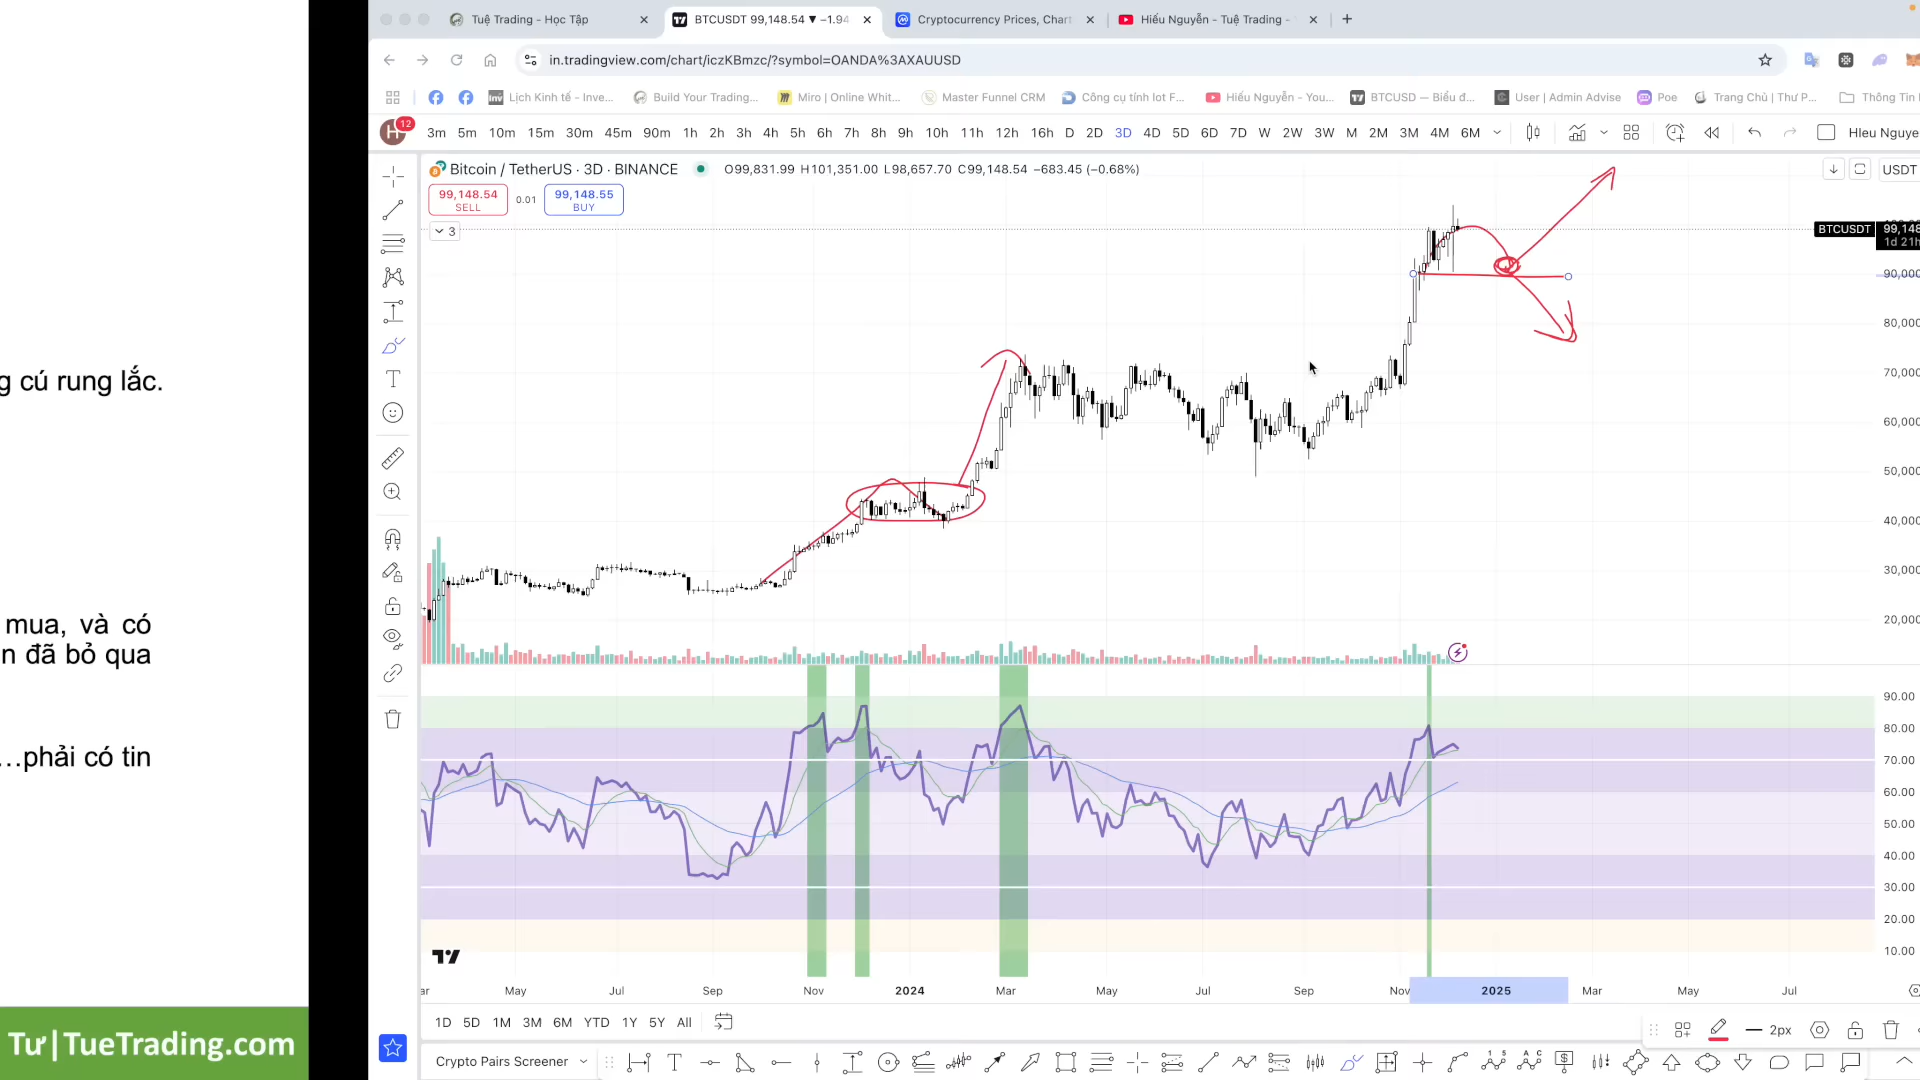 g cú rung lắc.
mua, và có
n đã bỏ qua
…phải có tin
Tư|TueTrading.com
Tuệ Trading - Học Tập
BTCUSDT 99,148.54 ▼ −1.94
Cryptocurrency Prices, Chart
Hiếu Nguyễn - Tuệ Trading -
in.tradingview.com/chart/iczKBmzc/?symbol=OANDA%3AXAUUSD
Lịch Kinh tế - Inve...
Build Your Trading...
Miro | Online Whit...
Master Funnel CRM
Công cụ tính lot F...
Hiếu Nguyễn - You...
BTCUSD — Biểu đ...
User | Admin Advise
Poe
Trang Chủ | Thư P...
Thông Tin
H 12
3m 5m 10m 15m 30m 45m 90m 1h 2h 3h 4h 5h 6h 7h 8h 9h 10h 11h 12h 16h D 2D 3D 4D 5D 6D 7D W 2W 3W M 2M 3M 4M 6M
HIeu Nguye
Bitcoin / TetherUS · 3D · BINANCE
O99,831.99 H101,351.00 L98,657.70 C99,148.54 −683.45 (−0.68%)
USDT
99,148.54
SELL
0.01
99,148.55
BUY
3
BTCUSDT
99,148
1d 21h
90,000
80,000
70,000
60,000
50,000
40,000
30,000
20,000
90.00
80.00
70.00
60.00
50.00
40.00
30.00
20.00
10.00
ar May Jul Sep Nov 2024 Mar May Jul Sep Nov 2025 Mar May Jul
1D 5D 1M 3M 6M YTD 1Y 5Y All
2px
Crypto Pairs Screener